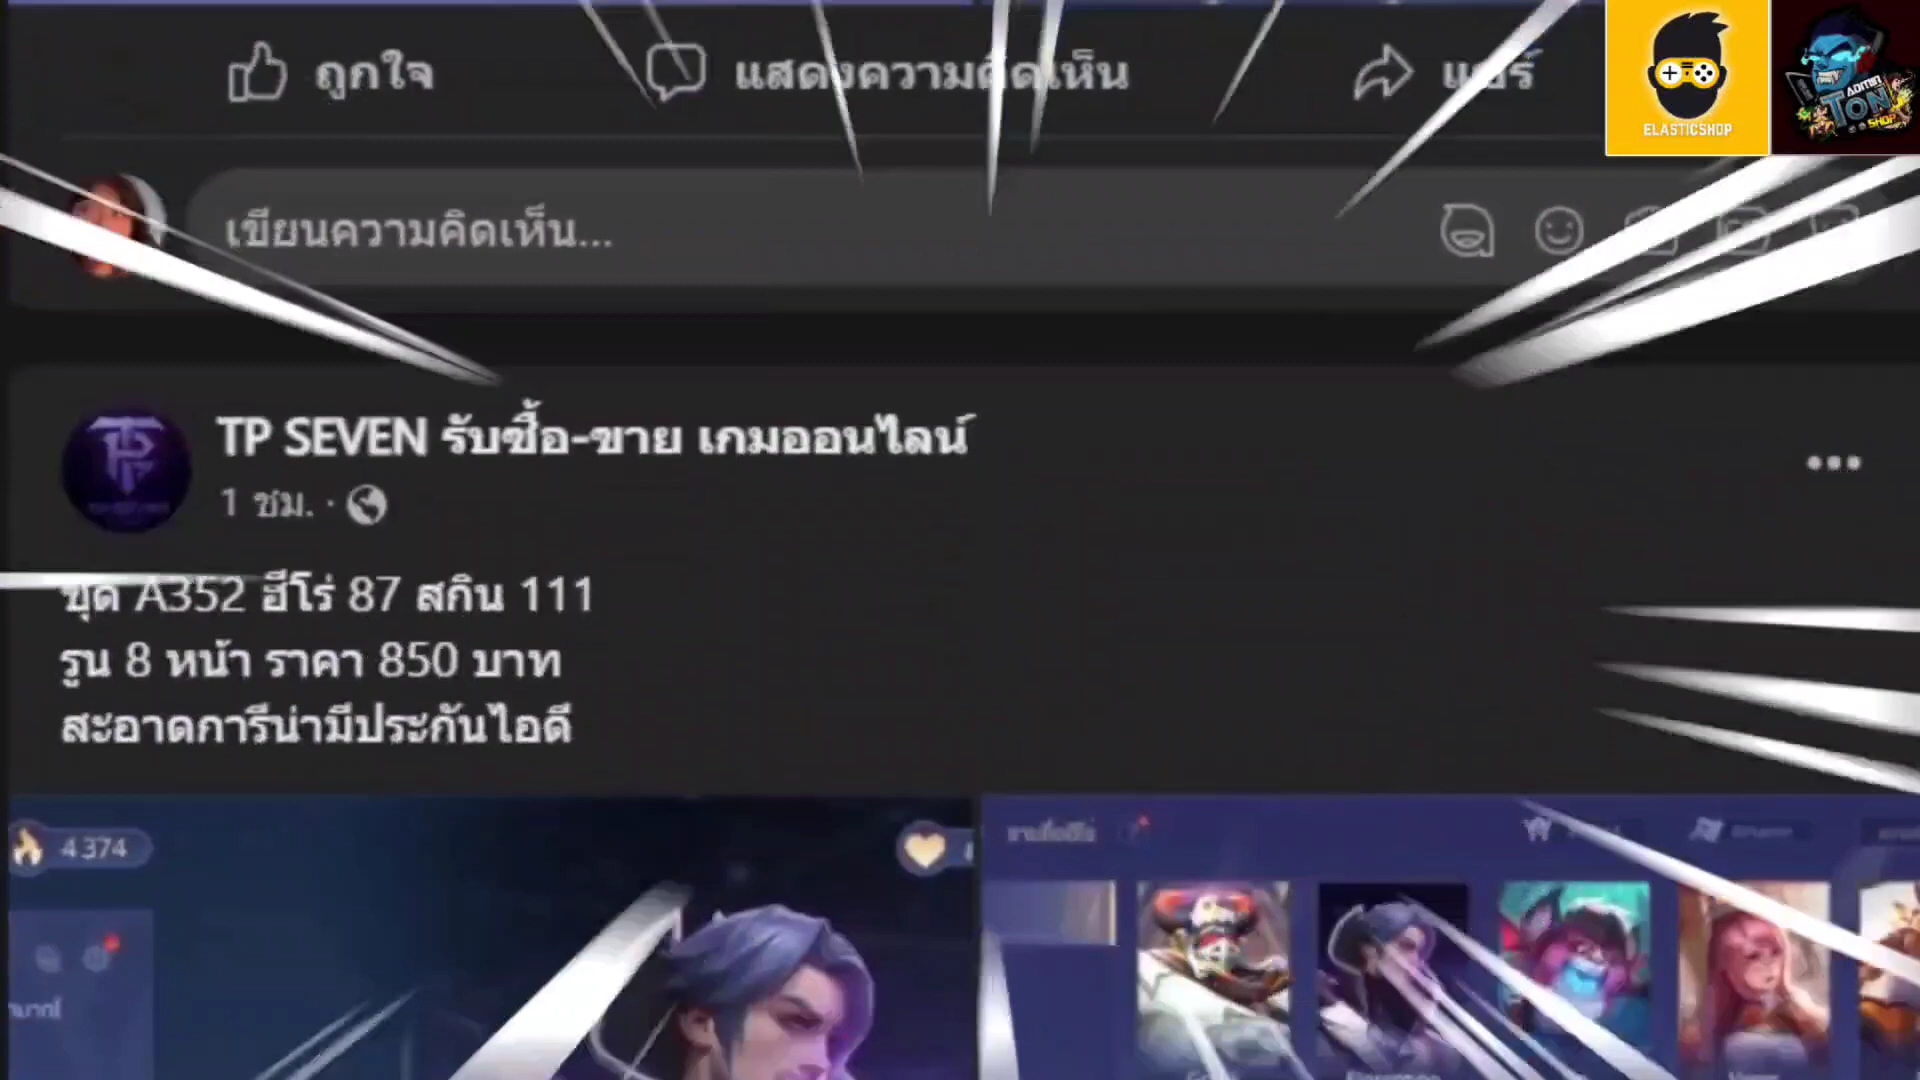 ถูกใจ
แสดงความคิดเห็น
แชร์
ELASTICSHOP
ADMIN
TON
SHOP
เขียนความคิดเห็น...
TP SEVEN รับซื้อ-ขาย เกมออนไลน์
1 ชม. ·
ชุด A352 ฮีโร่ 87 สกิน 111
รูน 8 หน้า ราคา 850 บาท
สะอาดการีน่ามีประกันไอดี
4374